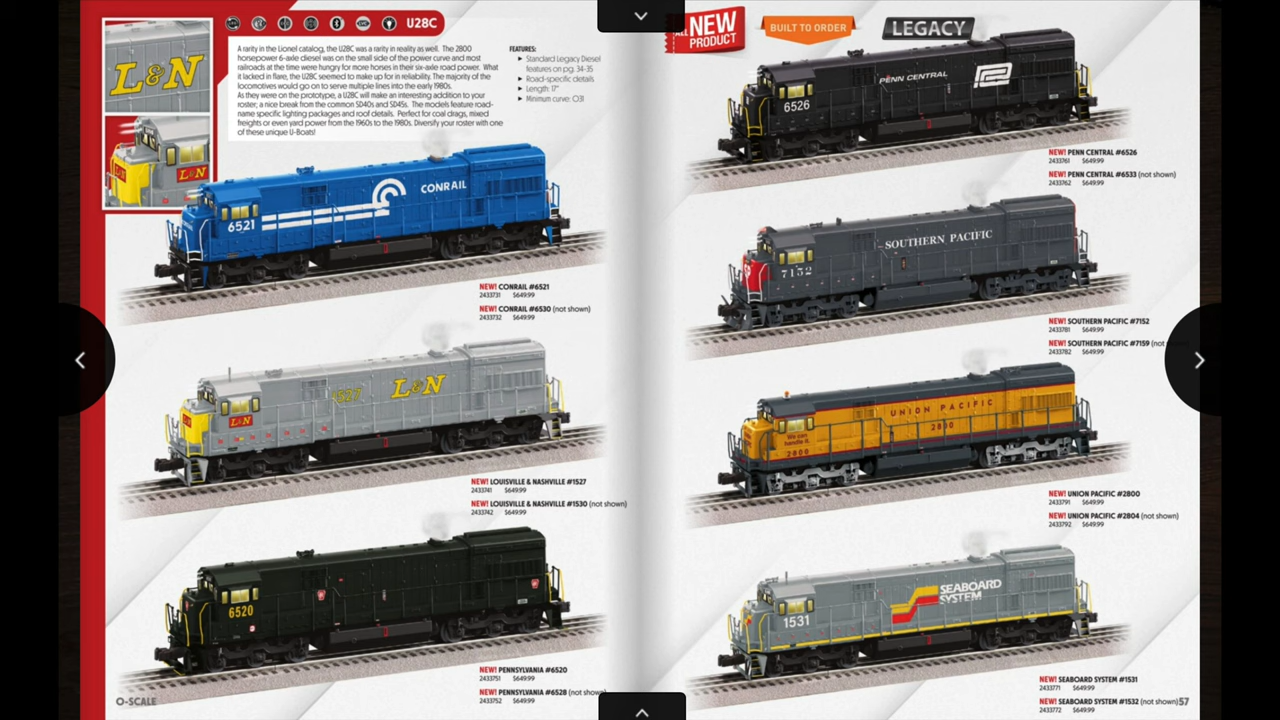 U28C
A rarity in the Lionel catalog, the U28C was a rarity in reality as well. The 2800
horsepower 6-axle diesel was on the small side of the power curve and most
railroads at the time were hungry for more horses in their six-axle road power. What
it lacked in flare, the U28C seemed to make up for in reliability. The majority of the
locomotives would go on to serve multiple lines into the early 1980s.
As they were on the prototype, a U28C will make an interesting addition to your
roster; a nice break from the common SD40s and SD45s. The models feature road-
name specific lighting packages and roof details. Perfect for coal drags, mixed
freights or even yard power from the 1960s to the 1980s. Diversify your roster with one
of these unique U-Boats!
FEATURES:
► Standard Legacy Diesel
features on pg. 34-35
► Road-specific details
► Length: 17"
► Minimum curve: O31
L&N
L&N
L&N
6521
CONRAIL
NEW! CONRAIL #6521
2433731 $649.99
NEW! CONRAIL #6530 (not shown)
2433732 $649.99
L&N
L&N
1527
L&N
NEW! LOUISVILLE & NASHVILLE #1527
2433741 $649.99
NEW! LOUISVILLE & NASHVILLE #1530 (not shown)
2433742 $649.99
6520
NEW! PENNSYLVANIA #6520
2433751 $649.99
NEW! PENNSYLVANIA #6528 (not shown)
2433752 $649.99
O-SCALE
ALL NEW
PRODUCT
BUILT TO ORDER
LEGACY
6526
PENN CENTRAL
NEW! PENN CENTRAL #6526
2433761 $649.99
NEW! PENN CENTRAL #6533 (not shown)
2433762 $649.99
7152
SOUTHERN PACIFIC
NEW! SOUTHERN PACIFIC #7152
2433781 $649.99
NEW! SOUTHERN PACIFIC #7159 (not
2433782 $649.99
We can
handle it.
2800
UNION PACIFIC
2800
NEW! UNION PACIFIC #2800
2433791 $649.99
NEW! UNION PACIFIC #2804 (not shown)
2433792 $649.99
1531
SEABOARD
SYSTEM
NEW! SEABOARD SYSTEM #1531
2433771 $649.99
NEW! SEABOARD SYSTEM #1532 (not shown)
2433772 $649.99
57